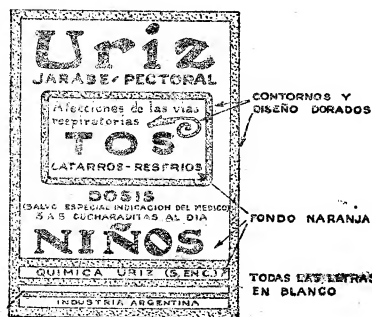 Uriz
JARABE PECTORAL
Afecciones de las vias
respiratorias
TOS
CATARROS-RESFRIOS
DOSIS
(SALVO ESPECIAL INDICACION DEL MEDICO)
3 A 5 CUCHARADITAS AL DIA
NIÑOS
QUIMICA URIZ (S. EN C.)
INDUSTRIA ARGENTINA
CONTORNOS Y
DISEÑO DORADOS
FONDO NARANJA
TODAS LAS LETRAS
EN BLANCO